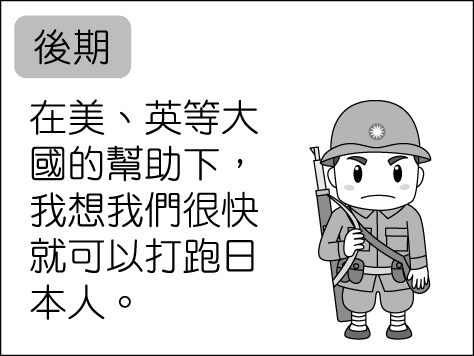 後期
在美、英等大
國的幫助下，
我想我們很快
就可以打跑日
本人。